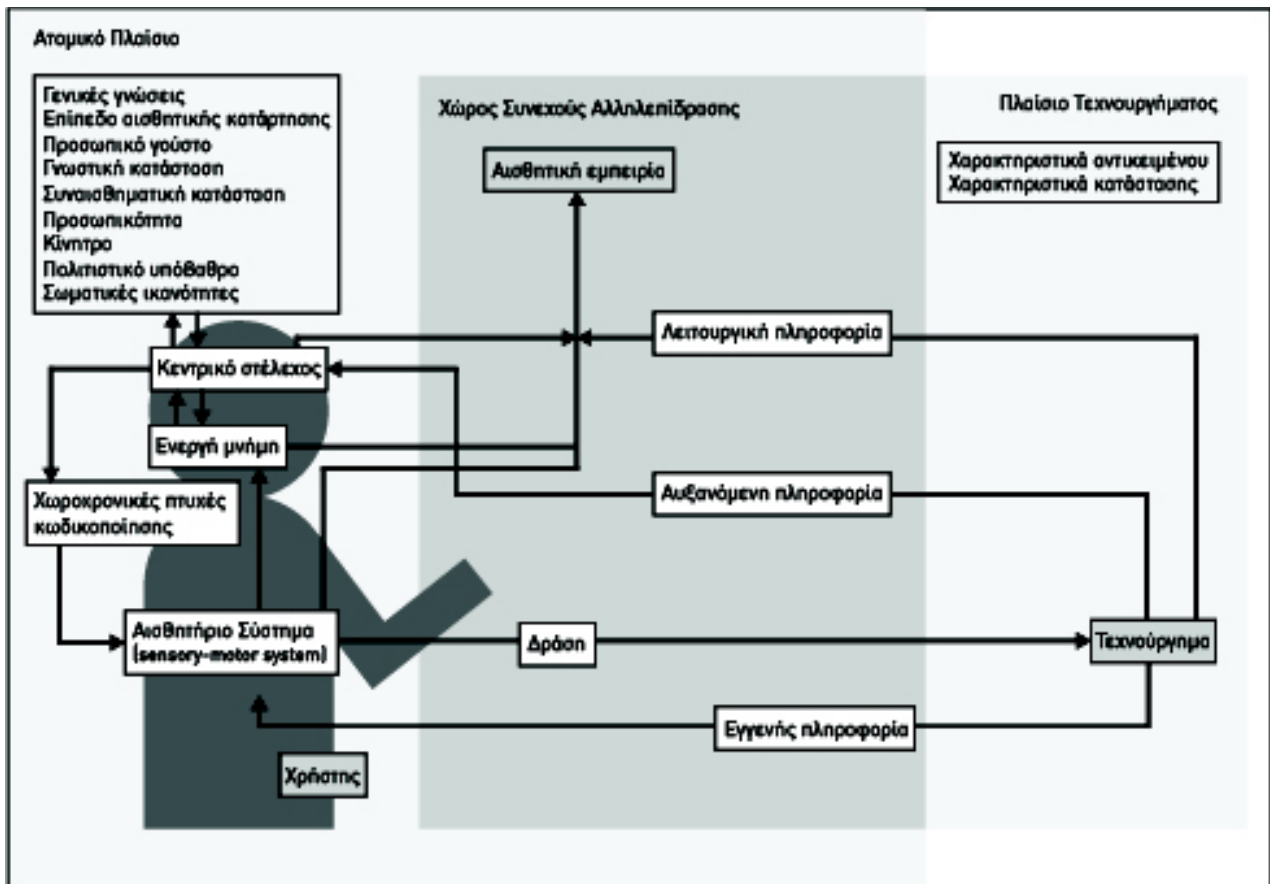 Ατομικό Πλαίσιο
Γενικές γνώσεις
Επίπεδο αισθητικής κατάρτησης
Προσωπικό γούστο
Γνωστική κατάσταση
Συναισθηματική κατάσταση
Προσωπικότητα
Κίνητρα
Πολιτιστικό υπόβαθρο
Σωματικές ικανότητες
Χώρος Συνεχούς Αλληλεπίδρασης
Πλαίσιο Τεχνουργήματος
Αισθητική εμπειρία
Χαρακτηριστικά αντικειμένου
Χαρακτηριστικά κατάστασης
Λειτουργική πληροφορία
Κεντρικό στέλεχος
Ενεργή μνήμη
Χωροχρονικές πτυχές
κωδικοποίησης
Αυξανόμενη πληροφορία
Αισθητήριο Σύστημα
(sensory-motor system)
Δράση
Τεχνούργημα
Εγγενής πληροφορία
Χρήστης